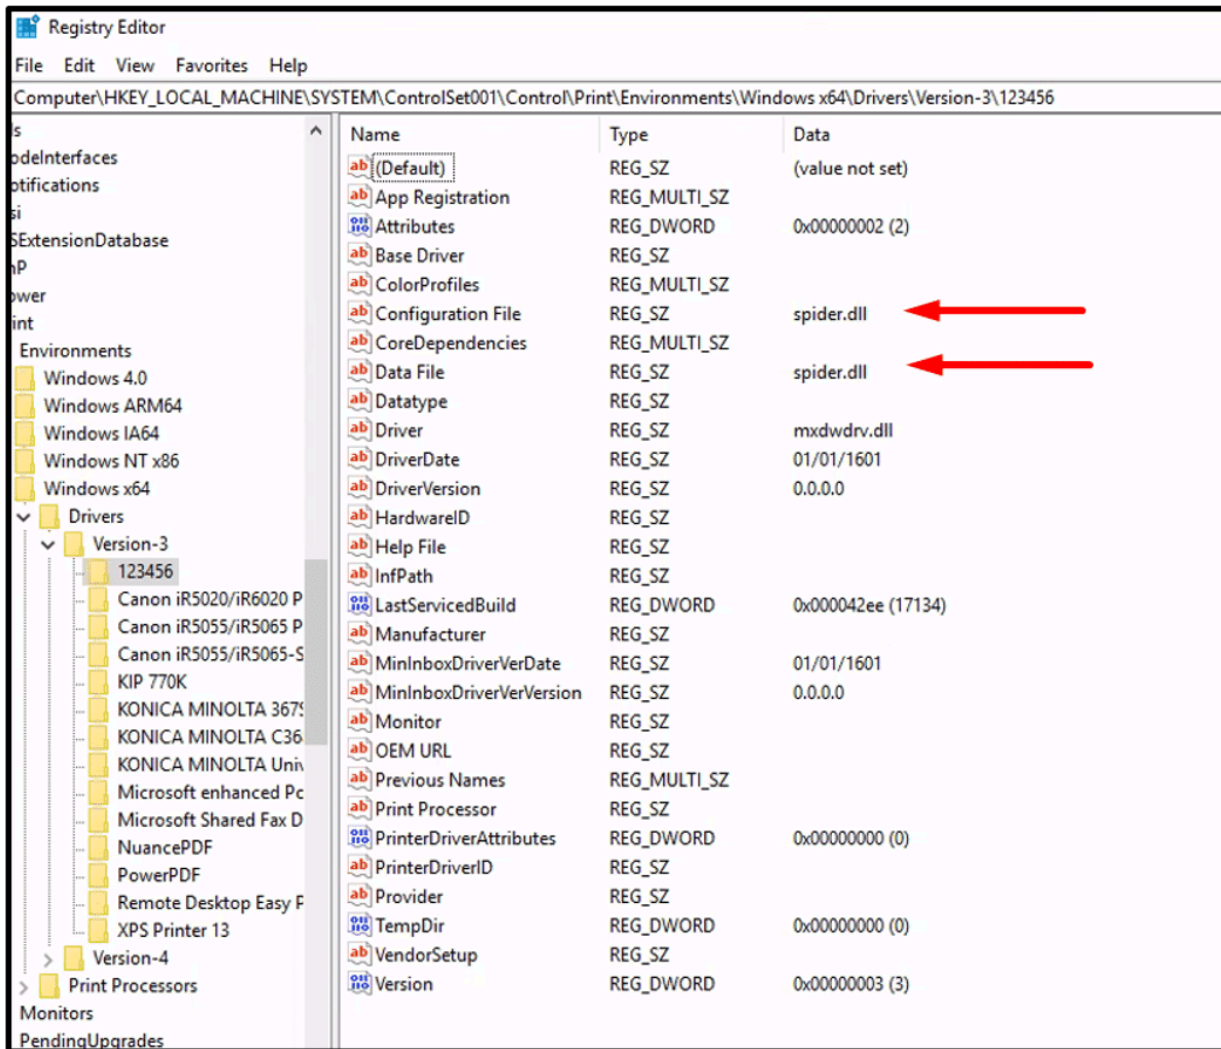 Registry Editor
File Edit View Favorites Help
Computer\HKEY_LOCAL_MACHINE\SYSTEM\ControlSet001\Control\Print\Environments\Windows x64\Drivers\Version-3\123456
ls
odeInterfaces
otifications
si
SExtensionDatabase
nP
ower
int
Environments
Windows 4.0
Windows ARM64
Windows IA64
Windows NT x86
Windows x64
Drivers
Version-3
123456
Canon iR5020/iR6020 P
Canon iR5055/iR5065 P
Canon iR5055/iR5065-S
KIP 770K
KONICA MINOLTA 367S
KONICA MINOLTA C36
KONICA MINOLTA Univ
Microsoft enhanced Po
Microsoft Shared Fax D
NuancePDF
PowerPDF
Remote Desktop Easy P
XPS Printer 13
Version-4
Print Processors
Monitors
PendingUpgrades
Name Type Data
(Default) REG_SZ (value not set)
App Registration REG_MULTI_SZ
Attributes REG_DWORD 0x00000002 (2)
Base Driver REG_SZ
ColorProfiles REG_MULTI_SZ
Configuration File REG_SZ spider.dll
CoreDependencies REG_MULTI_SZ
Data File REG_SZ spider.dll
Datatype REG_SZ
Driver REG_SZ mxdwdrv.dll
DriverDate REG_SZ 01/01/1601
DriverVersion REG_SZ 0.0.0.0
HardwareID REG_SZ
Help File REG_SZ
InfPath REG_SZ
LastServicedBuild REG_DWORD 0x000042ee (17134)
Manufacturer REG_SZ
MinInboxDriverVerDate REG_SZ 01/01/1601
MinInboxDriverVerVersion REG_SZ 0.0.0.0
Monitor REG_SZ
OEM URL REG_SZ
Previous Names REG_MULTI_SZ
Print Processor REG_SZ
PrinterDriverAttributes REG_DWORD 0x00000000 (0)
PrinterDriverID REG_SZ
Provider REG_SZ
TempDir REG_DWORD 0x00000000 (0)
VendorSetup REG_SZ
Version REG_DWORD 0x00000003 (3)